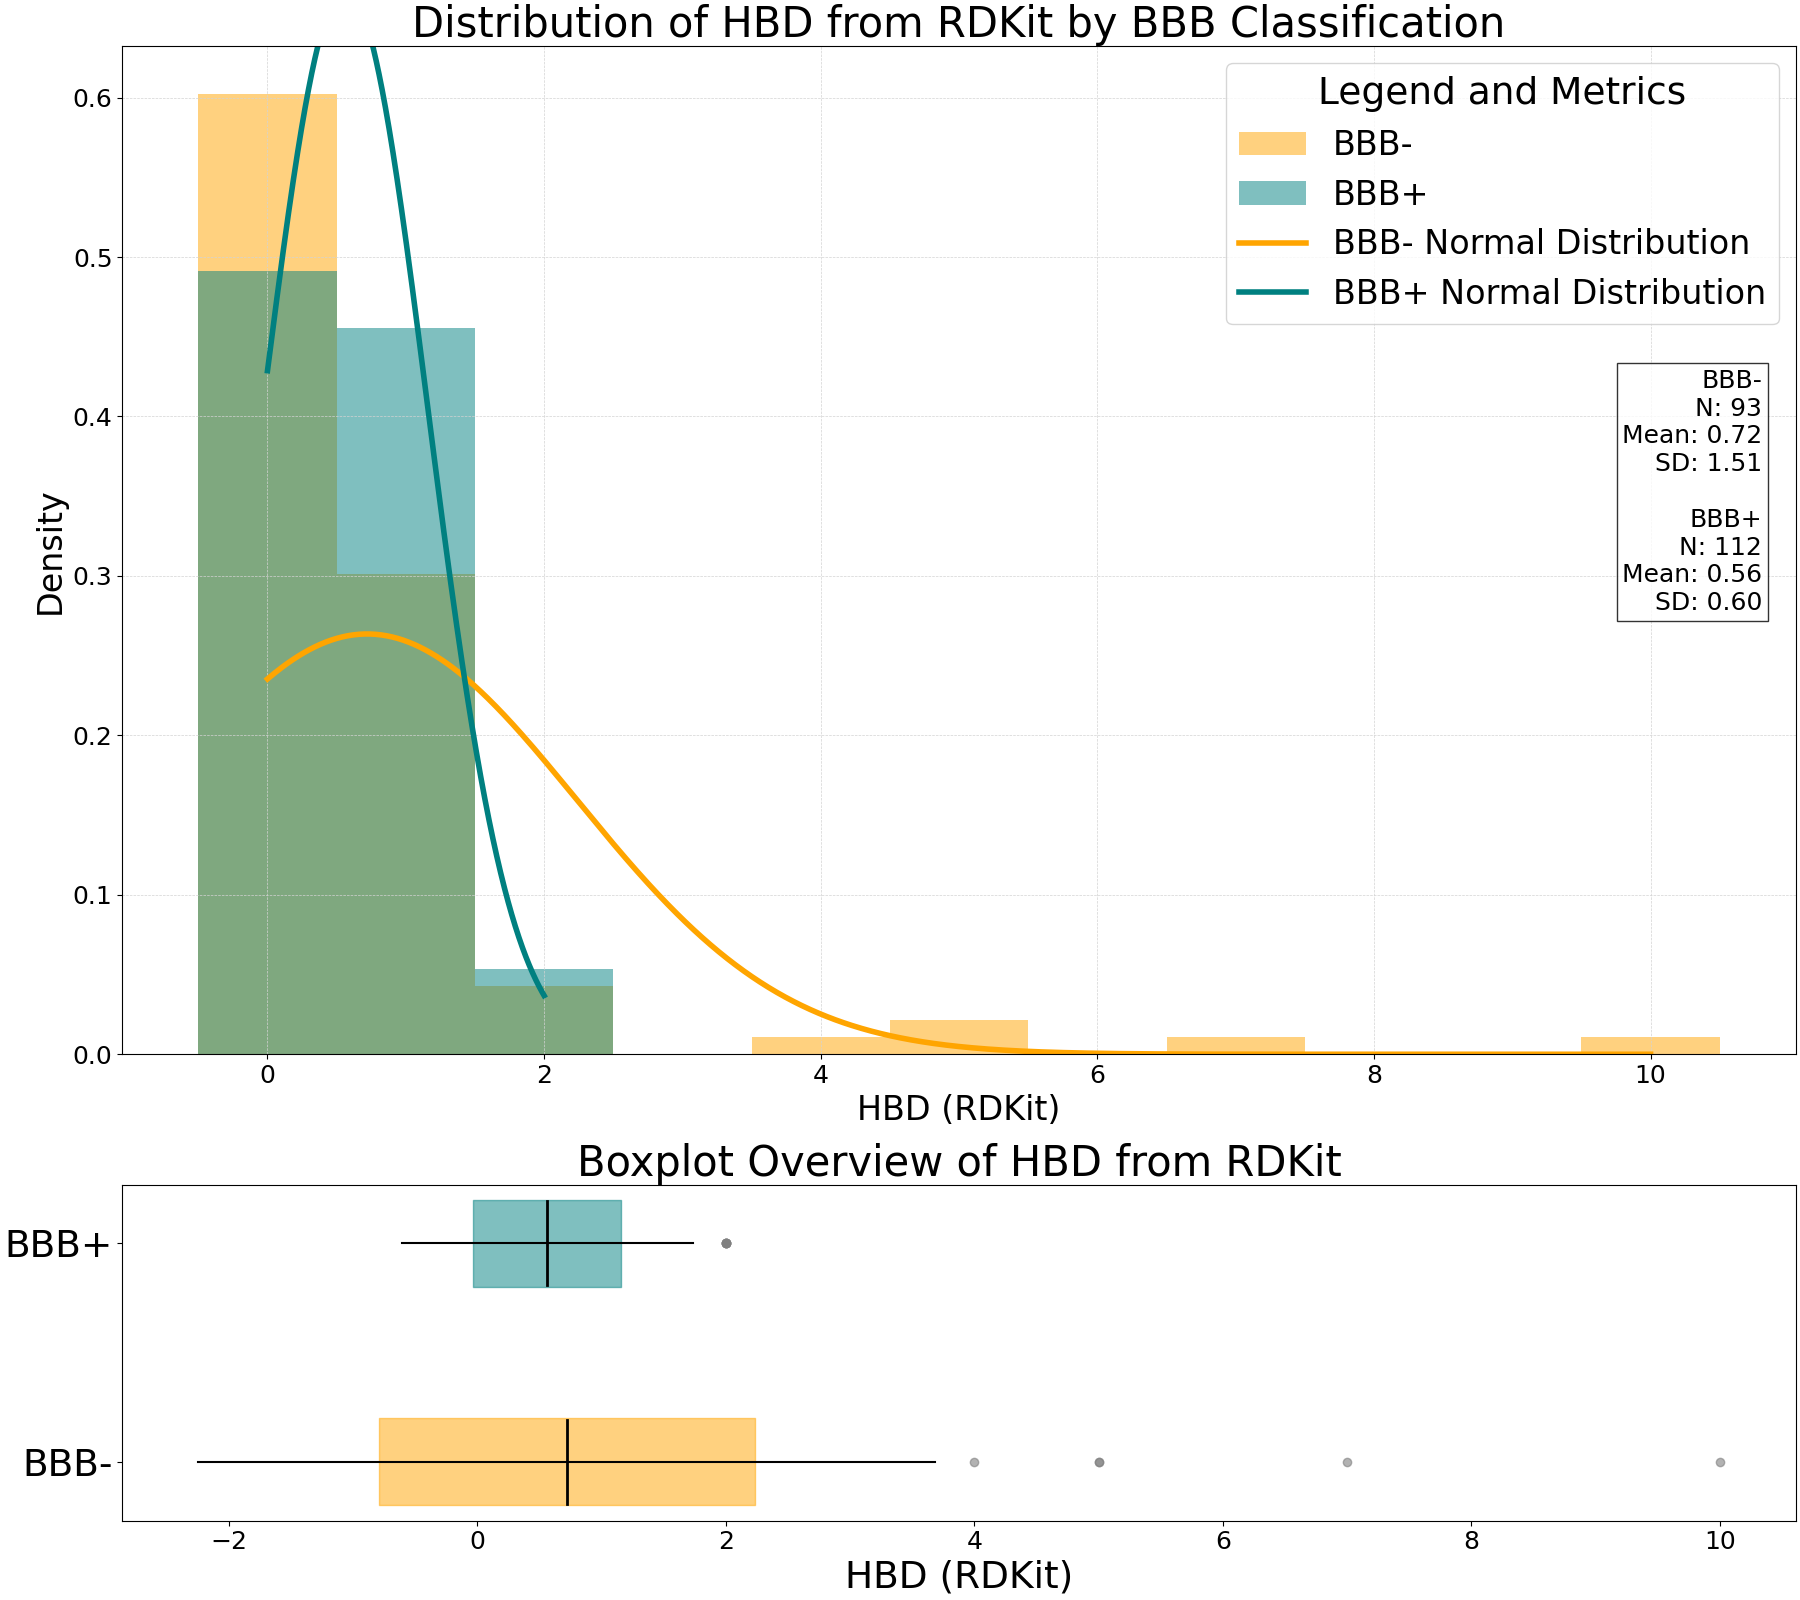 Distribution of HBD from RDKit by BBB Classification
Legend and Metrics
BBB-
BBB+
BBB- Normal Distribution
BBB+ Normal Distribution
BBB-
N: 93
Mean: 0.72
SD: 1.51
BBB+
N: 112
Mean: 0.56
SD: 0.60
Density
0.6
0.5
0.4
0.3
0.2
0.1
0.0
0 2 4 6 8 10
HBD (RDKit)
Boxplot Overview of HBD from RDKit
BBB+
BBB-
−2 0 2 4 6 8 10
HBD (RDKit)